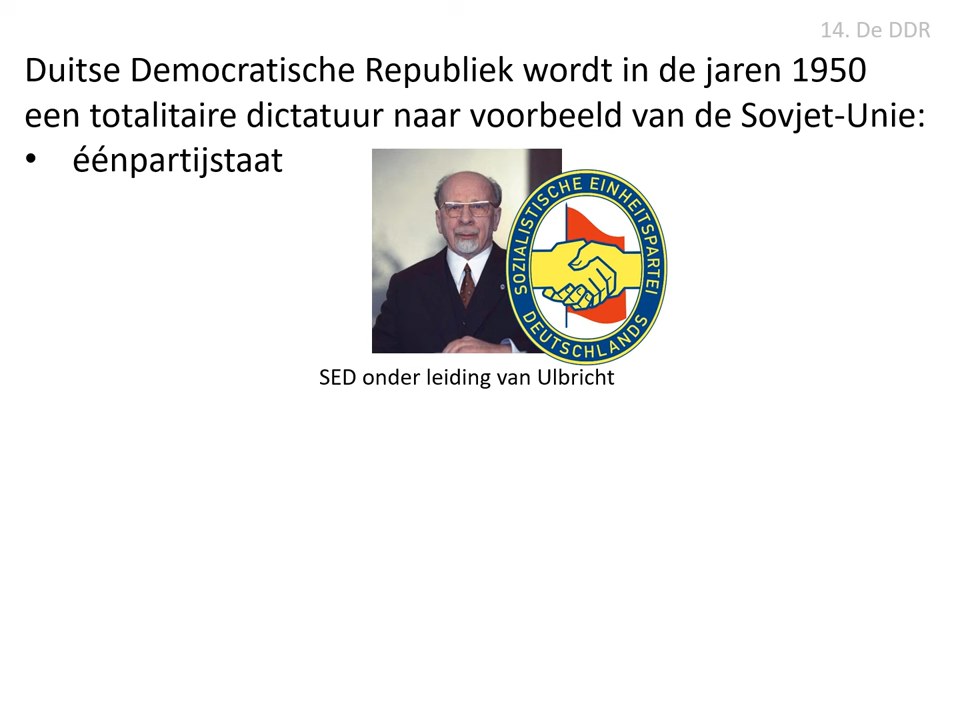 14. De DDR
Duitse Democratische Republiek wordt in de jaren 1950
een totalitaire dictatuur naar voorbeeld van de Sovjet-Unie:
• éénpartijstaat
SOZIALISTISCHE EINHEITSPARTEI
DEUTSCHLANDS
SED onder leiding van Ulbricht